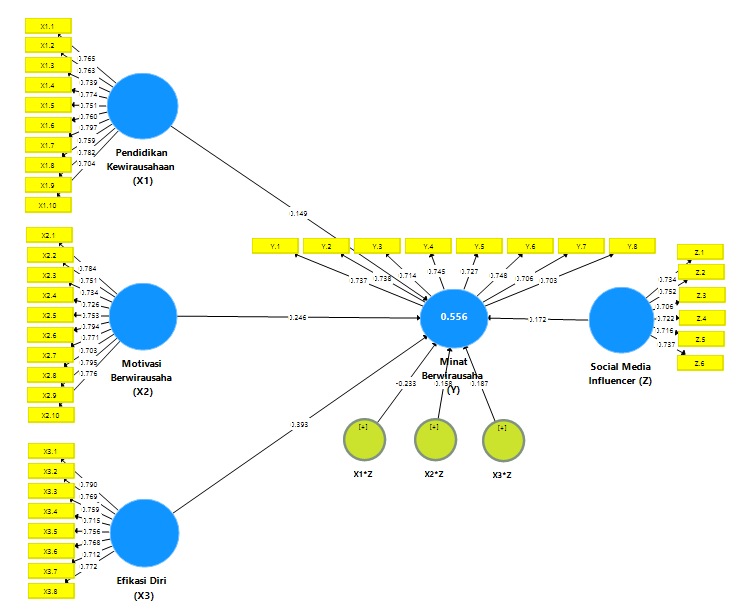 X1.1
X1.2
X1.3
X1.4
X1.5
X1.6
X1.7
X1.8
X1.9
X1.10
0.765
0.763
0.739
0.774
0.751
0.760
0.797
0.759
0.782
0.704
Pendidikan
Kewirausahaan
(X1)
0.149
X2.1
X2.2
X2.3
X2.4
X2.5
X2.6
X2.7
X2.8
X2.9
X2.10
0.784
0.751
0.734
0.726
0.753
0.794
0.771
0.703
0.795
0.776
Motivasi
Berwirausaha
(X2)
0.246
Y.1
Y.2
Y.3
Y.4
Y.5
Y.6
Y.7
Y.8
0.737
0.738
0.714
0.745
0.727
0.748
0.706
0.703
0.556
Minat
Berwirausaha
(Y)
0.172
Z.1
Z.2
Z.3
Z.4
Z.5
Z.6
0.734
0.752
0.706
0.722
0.716
0.737
Social Media
Influencer (Z)
-0.233
0.158
0.187
[+]
[+]
[+]
X1*Z
X2*Z
X3*Z
0.393
X3.1
X3.2
X3.3
X3.4
X3.5
X3.6
X3.7
X3.8
0.790
0.769
0.759
0.715
0.756
0.768
0.712
0.772
Efikasi Diri
(X3)